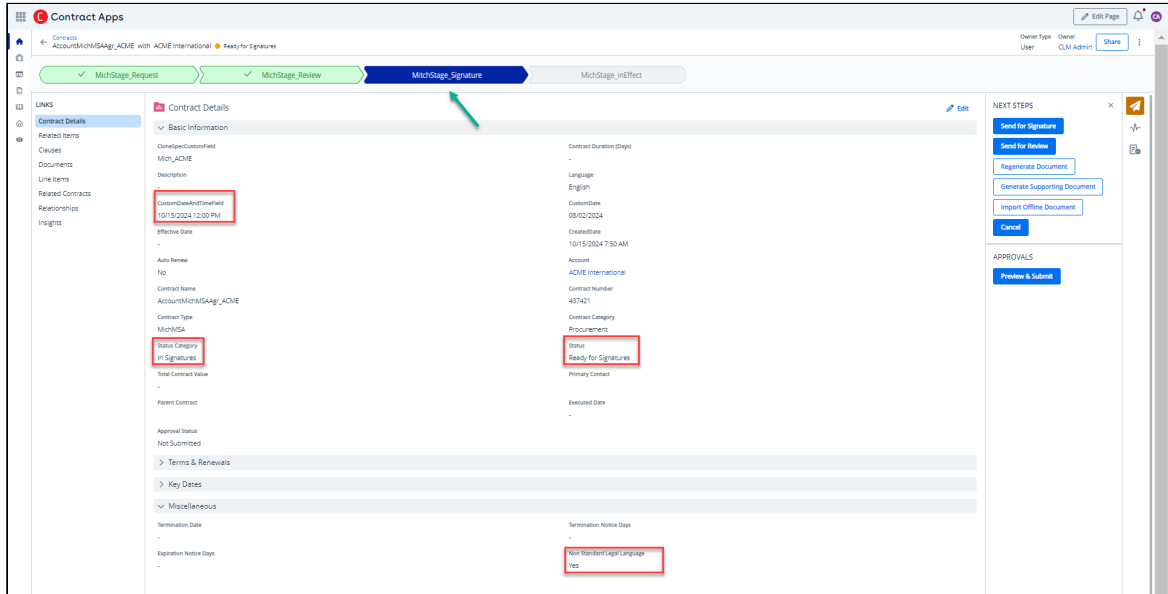 Contract Apps
Edit Page
CA
Contracts
AccountMichMSAAgr_ACME with ACME International Ready for Signatures
Owner Type Owner
User CLM Admin
Share
MichStage_Request
MichStage_Review
MitchStage_Signature
MichStage_inEffect
LINKS
Contract Details
Related Items
Clauses
Documents
Line Items
Related Contracts
Relationships
Insights
Contract Details
Edit
Basic Information
CloneSpecCustomField
Mich_ACME
Contract Duration (Days)
-
Description
-
Language
English
CustomDateAndTimeField
10/15/2024 12:00 PM
CustomDate
08/02/2024
Effective Date
-
CreatedDate
10/15/2024 7:50 AM
Auto Renew
No
Account
ACME International
Contract Name
AccountMichMSAAgr_ACME
Contract Number
437421
Contract Type
MichMSA
Contract Category
Procurement
Status Category
In Signatures
Status
Ready for Signatures
Total Contract Value
-
Primary Contact
Parent Contract
Executed Date
-
Approval Status
Not Submitted
Terms & Renewals
Key Dates
Miscellaneous
Termination Date
-
Termination Notice Days
-
Expiration Notice Days
-
Non Standard Legal Language
Yes
NEXT STEPS
Send for Signature
Send for Review
Regenerate Document
Generate Supporting Document
Import Offline Document
Cancel
APPROVALS
Preview & Submit